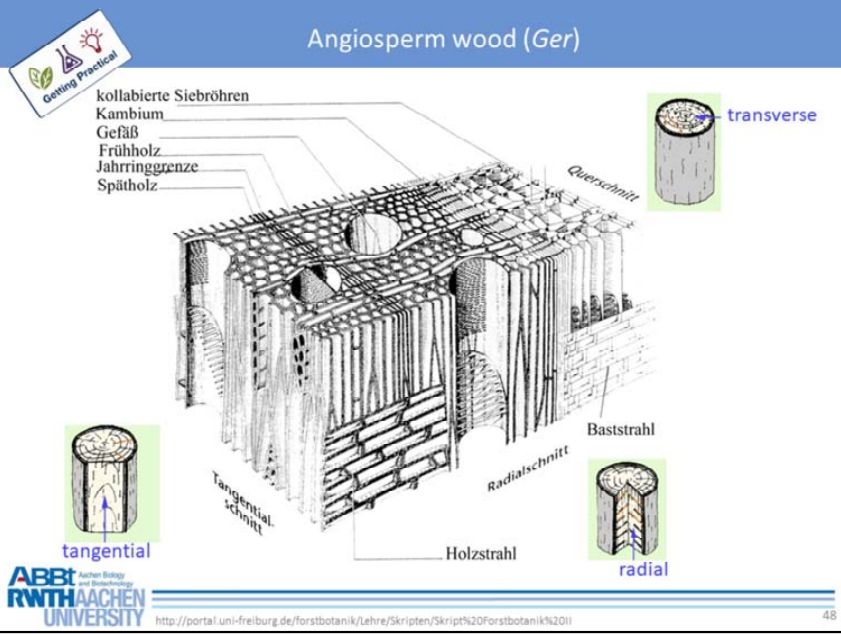 Angiosperm wood (Ger)
Getting Practical
kollabierte Siebröhren
Kambium
Gefäß
Frühholz
Jahrringgrenze
Spätholz
Querschnitt
transverse
Baststrahl
Radialschnitt
Tangential-
schnitt
Holzstrahl
tangential
radial
ABBt Aachen Biology
and Biotechnology
RWTHAACHEN
UNIVERSITY
http://portal.uni-freiburg.de/forstbotanik/Lehre/Skripten/Skript%20Forstbotanik%20II
48